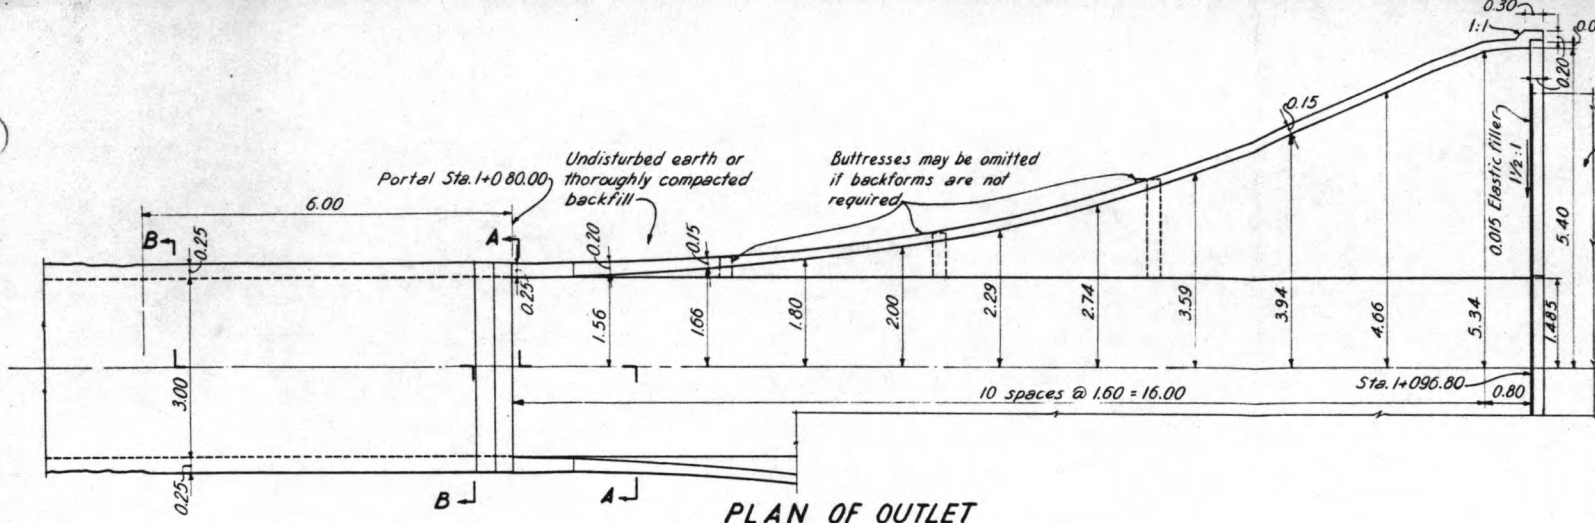 0.30
1:1
0.0
0.20
0.15
Undisturbed earth or
thoroughly compacted
backfill
Buttresses may be omitted
if backforms are not
required
Portal Sta. 1+080.00
6.00
0.015 Elastic filler
1½:1
5.40
B
0.25
A
0.20
0.15
0.25
1.56
1.66
1.80
2.00
2.29
2.74
3.59
3.94
4.66
5.34
1.485
3.00
Sta. 1+096.80
10 spaces @ 1.60 = 16.00
0.80
0.25
B
A
PLAN OF OUTLET